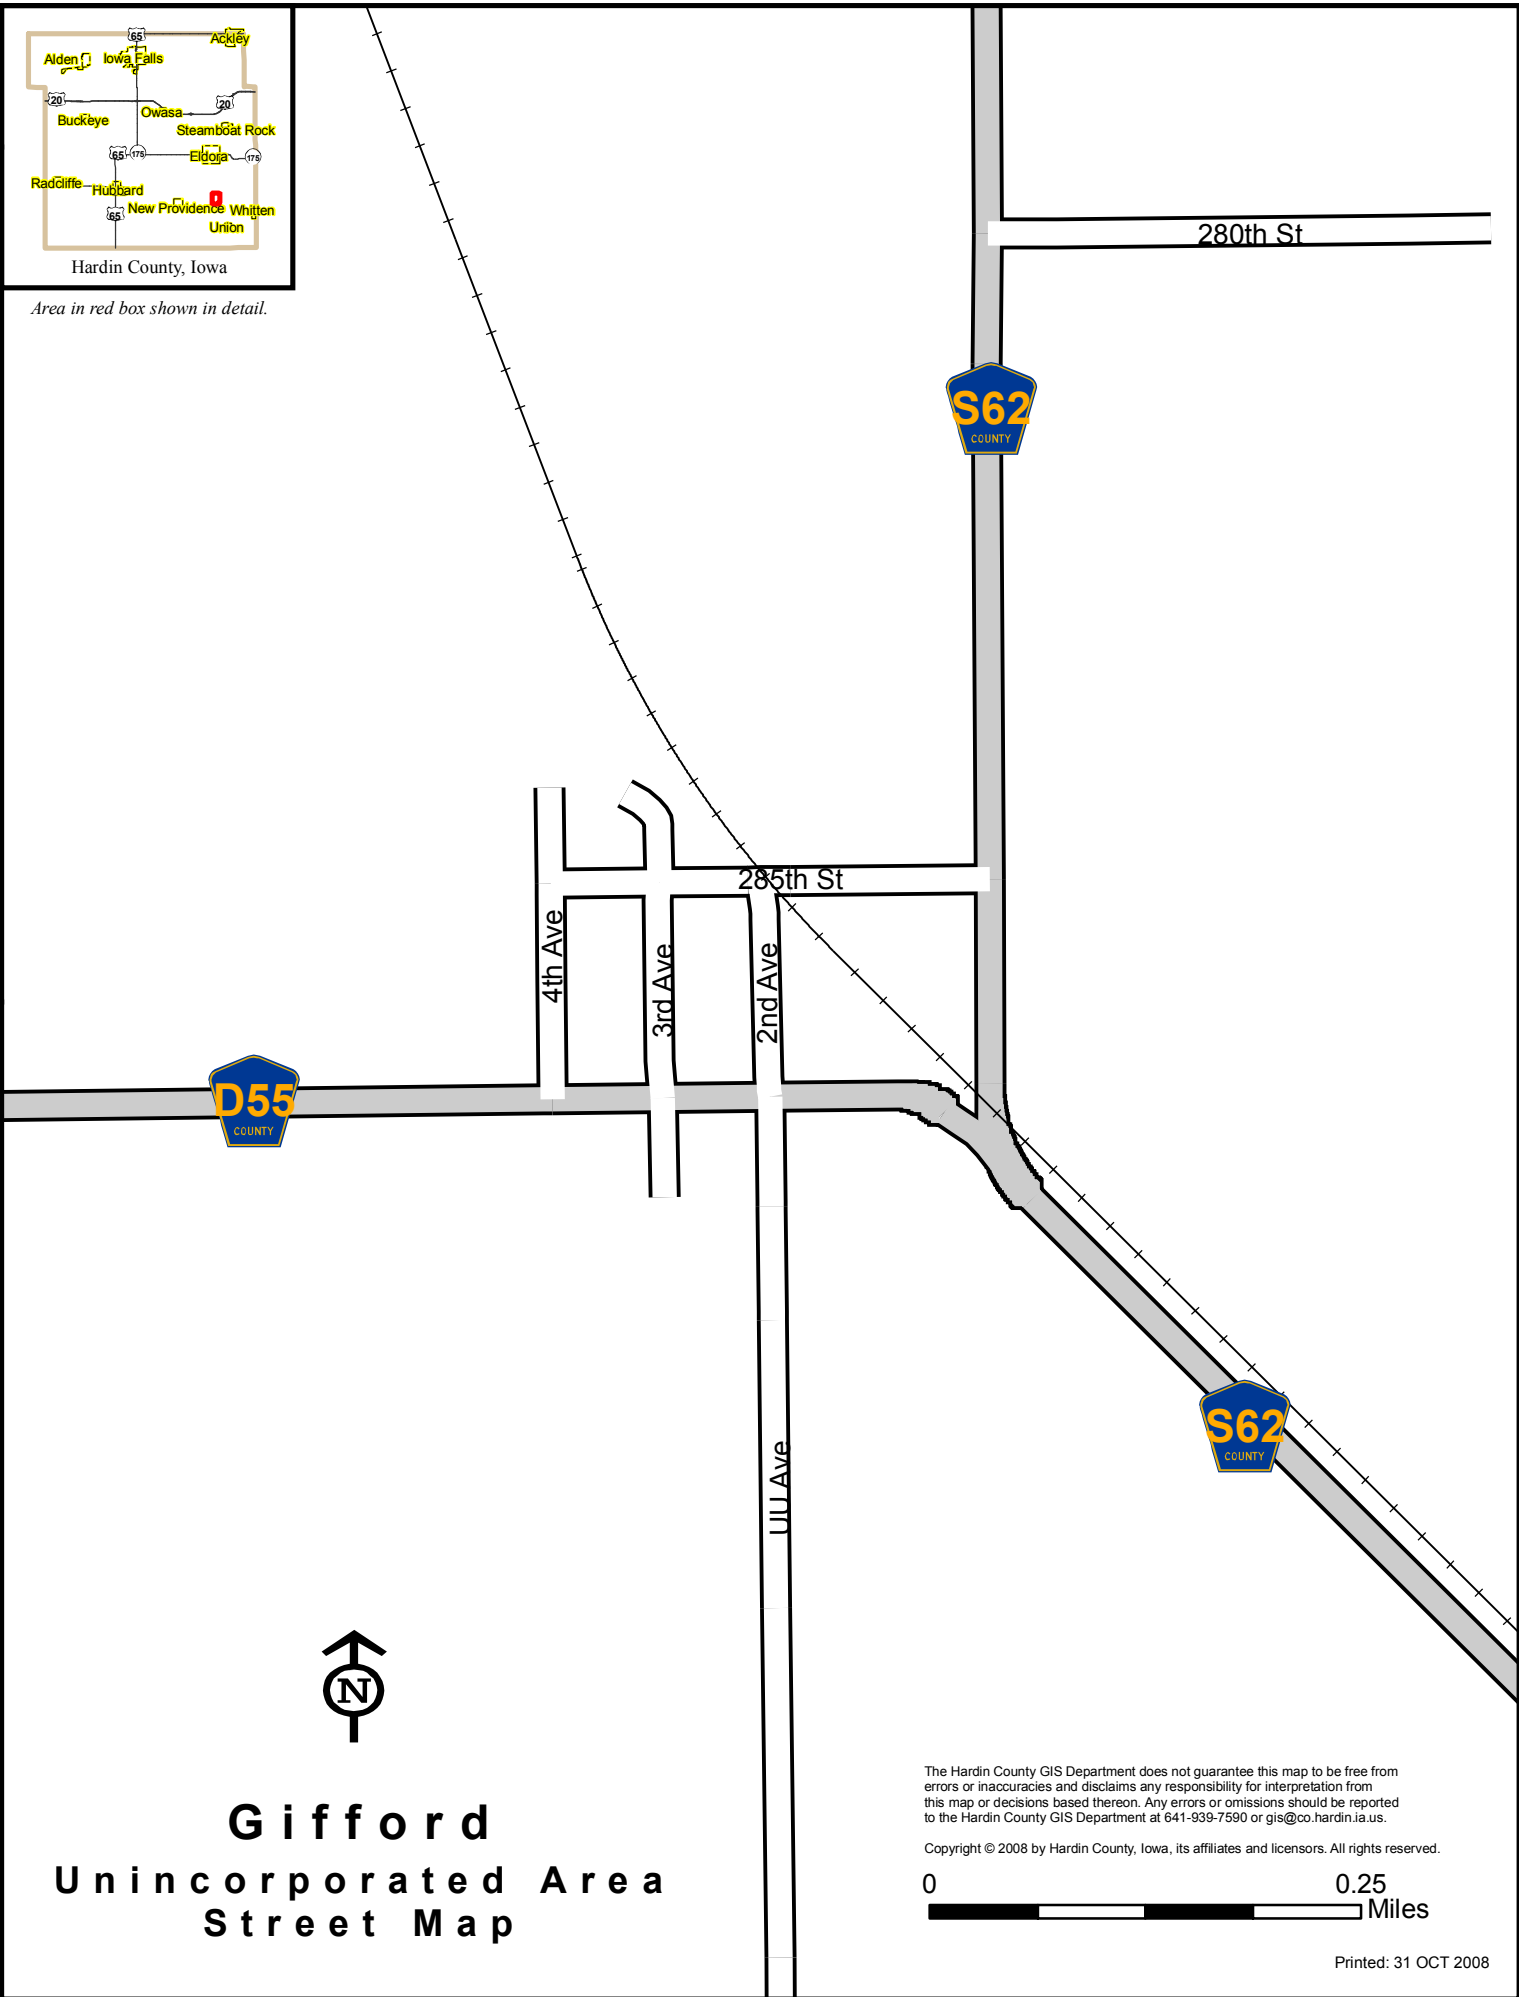 65
Ackley
Alden
Iowa Falls
20
20
Owasa
Buckeye
Steamboat Rock
65
175
Eldora
175
Radcliffe
Hubbard
New Providence
Whitten
65
Union
Hardin County, Iowa
Area in red box shown in detail.
280th St
S62
COUNTY
285th St
4th Ave
3rd Ave
2nd Ave
D55
COUNTY
S62
COUNTY
UU Ave
N
Gifford
Unincorporated Area
Street Map
The Hardin County GIS Department does not guarantee this map to be free from
errors or inaccuracies and disclaims any responsibility for interpretation from
this map or decisions based thereon. Any errors or omissions should be reported
to the Hardin County GIS Department at 641-939-7590 or gis@co.hardin.ia.us.
Copyright © 2008 by Hardin County, Iowa, its affiliates and licensors. All rights reserved.
0 0.25
Miles
Printed: 31 OCT 2008